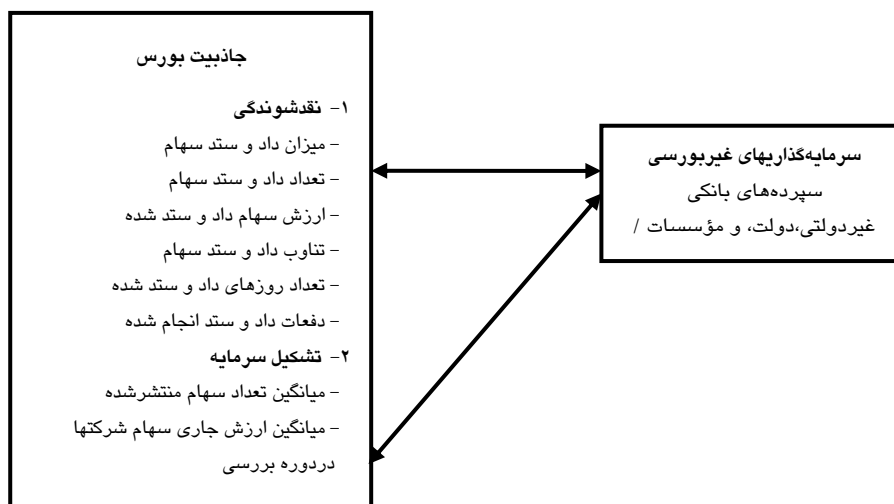 جاذبیت بورس
۱- نقدشوندگی
- میزان داد و ستد سهام
- تعداد داد و ستد سهام
- ارزش سهام داد و ستد شده
- تناوب داد و ستد سهام
- تعداد روزهای داد و ستد شده
- دفعات داد و ستد انجام شده
۲- تشکیل سرمایه
- میانگین تعداد سهام منتشرشده
- میانگین ارزش جاری سهام شرکتها
دردوره بررسی
سرمایه‌گذاریهای غیربورسی
سپرده‌های بانکی
غیردولتی،دولت، و مؤسسات /